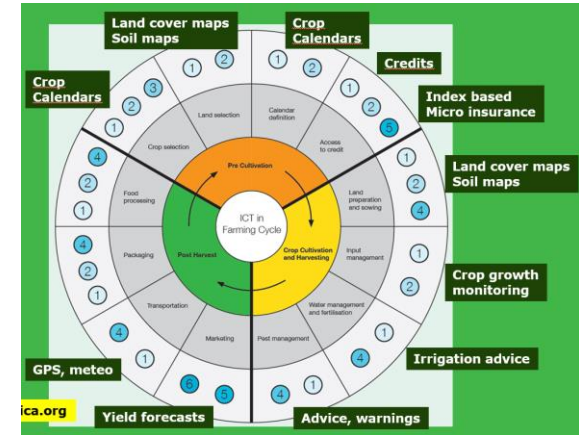 Land cover maps
Soil maps
Crop
Calendars
Credits
Index based
Micro insurance
Land cover maps
Soil maps
Crop growth
monitoring
Irrigation advice
Advice, warnings
Yield forecasts
ica.org
GPS, meteo
Crop
Calendars
1
2
1
2
1
2
5
1
2
4
1
2
1
4
1
4
5
6
1
4
1
2
4
1
2
4
1
2
3
Land selection
Calendar
definition
Access
to credit
Land
preparation
and sowing
Input
management
Water management
and fertilisation
Pest management
Marketing
Transportation
Packaging
Food
processing
Crop selection
Pre Cultivation
Crop Cultivation
and Harvesting
Post Harvest
ICT in
Farming Cycle